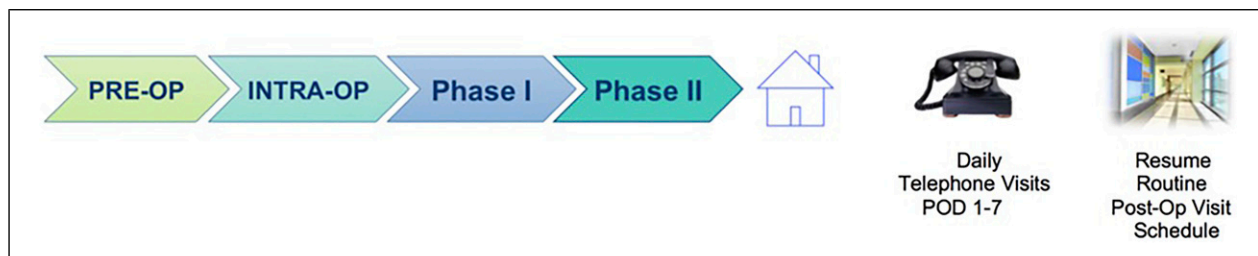 PRE-OP
INTRA-OP
Phase I
Phase II
Daily
Telephone Visits
POD 1-7
Resume
Routine
Post-Op Visit
Schedule